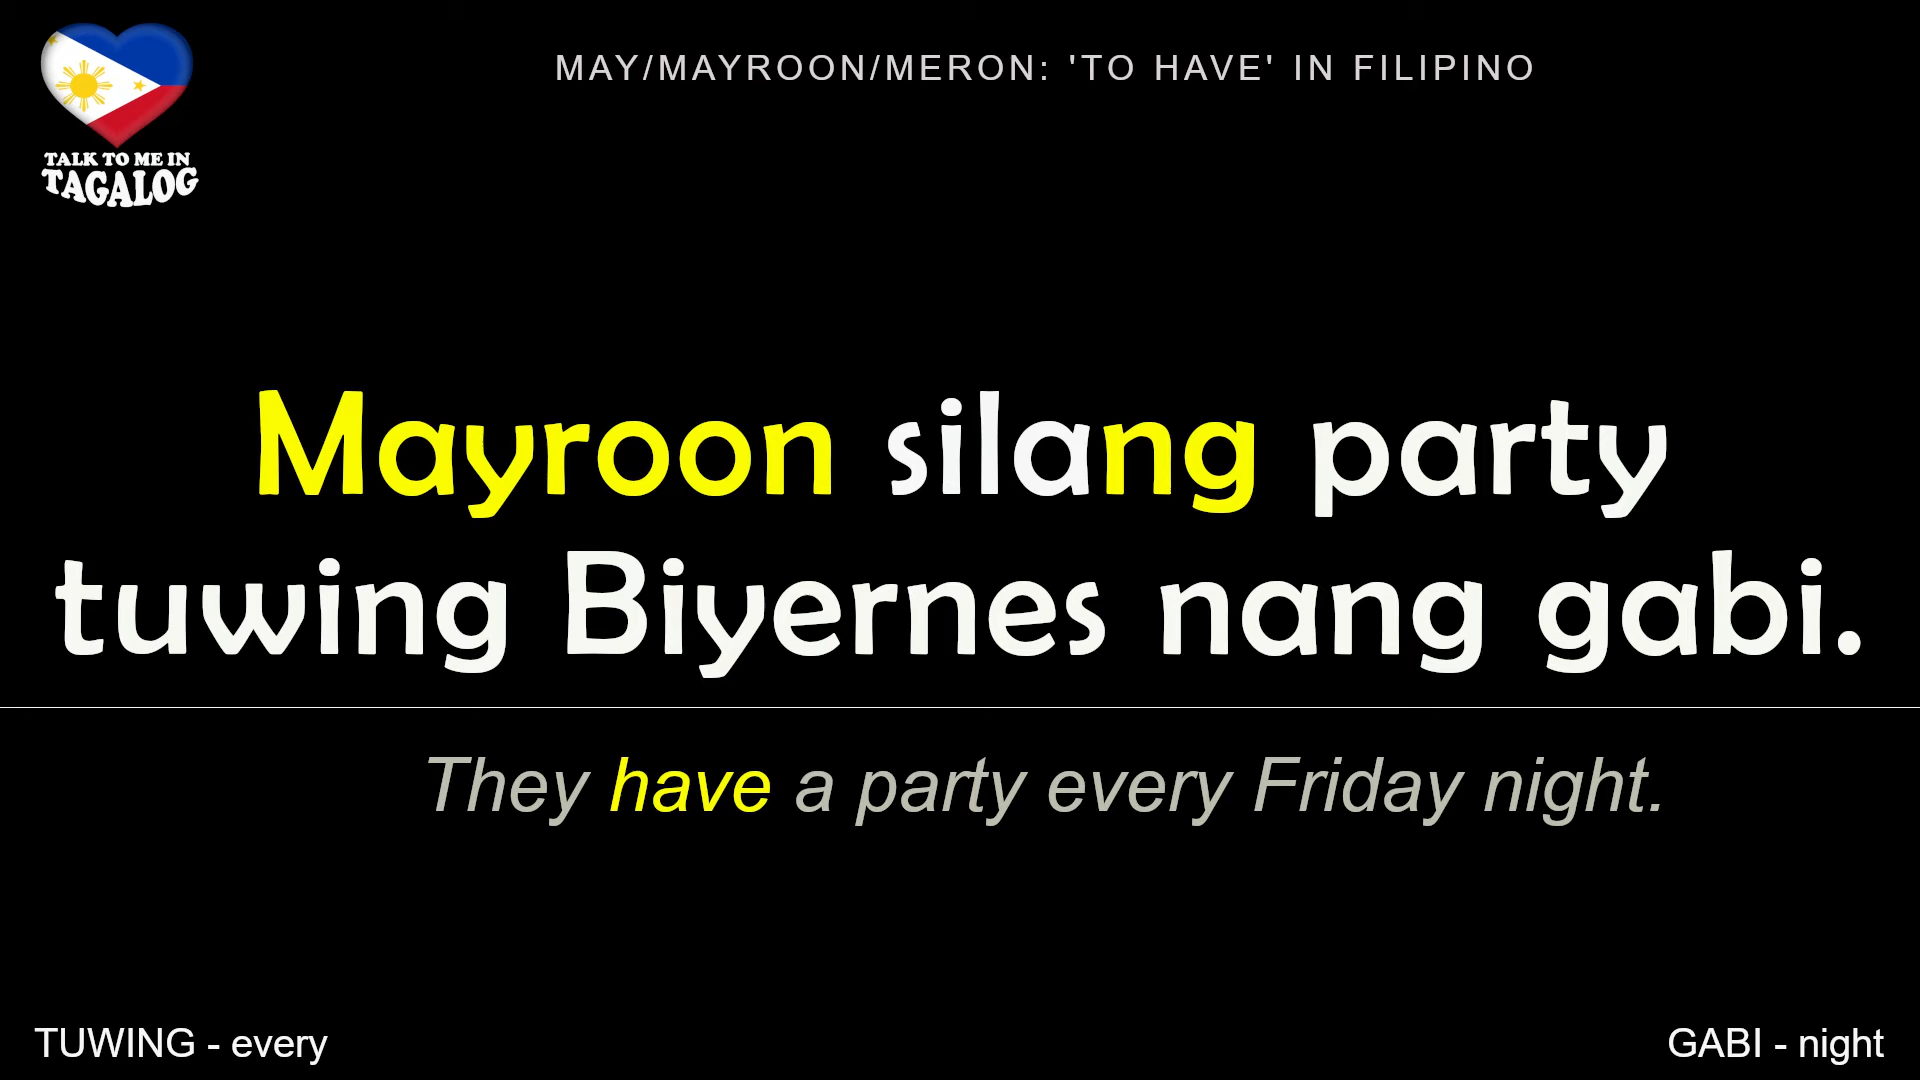 MAY/MAYROON/MERON: 'TO HAVE' IN FILIPINO
TALK TO ME IN
TAGALOG
Mayroon silang party
tuwing Biyernes nang gabi.
They have a party every Friday night.
TUWING - every
GABI - night